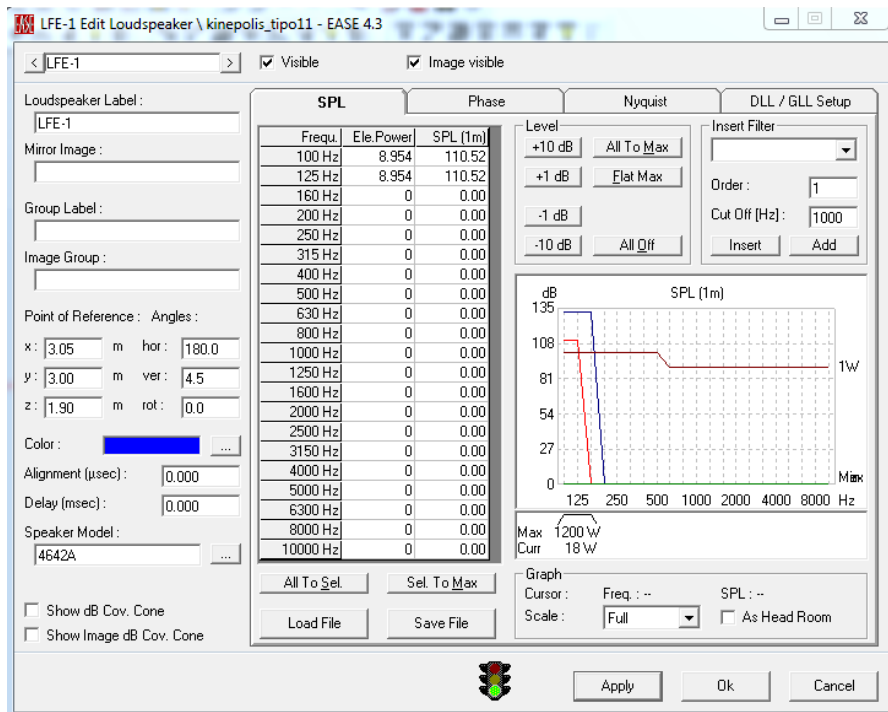 LFE-1 Edit Loudspeaker \ kinepolis_tipo11 - EASE 4.3
< LFE-1 >
Visible
Image visible
Loudspeaker Label :
LFE-1
Mirror Image :
Group Label :
Image Group :
Point of Reference : Angles :
x : 3.05 m hor : 180.0
y : 3.00 m ver : 4.5
z : 1.90 m rot : 0.0
Color : ...
Alignment (µsec) : 0.000
Delay (msec) : 0.000
Speaker Model :
4642A ...
Show dB Cov. Cone
Show Image dB Cov. Cone
SPL Phase Nyquist DLL / GLL Setup
Frequ. Ele.Power SPL (1m)
100 Hz 8.954 110.52
125 Hz 8.954 110.52
160 Hz 0 0.00
200 Hz 0 0.00
250 Hz 0 0.00
315 Hz 0 0.00
400 Hz 0 0.00
500 Hz 0 0.00
630 Hz 0 0.00
800 Hz 0 0.00
1000 Hz 0 0.00
1250 Hz 0 0.00
1600 Hz 0 0.00
2000 Hz 0 0.00
2500 Hz 0 0.00
3150 Hz 0 0.00
4000 Hz 0 0.00
5000 Hz 0 0.00
6300 Hz 0 0.00
8000 Hz 0 0.00
10000 Hz 0 0.00
All To Sel. Sel. To Max
Load File Save File
Level
+10 dB All To Max
+1 dB Flat Max
-1 dB
-10 dB All Off
Insert Filter
Order : 1
Cut Off [Hz] : 1000
Insert Add
dB SPL (1m)
135
108
81
54
27
0
1W
125 250 500 1000 2000 4000 8000 Hz
Max 1200 W
Curr 18 W
Graph
Cursor : Freq. : -- SPL : --
Scale : Full As Head Room
Apply Ok Cancel